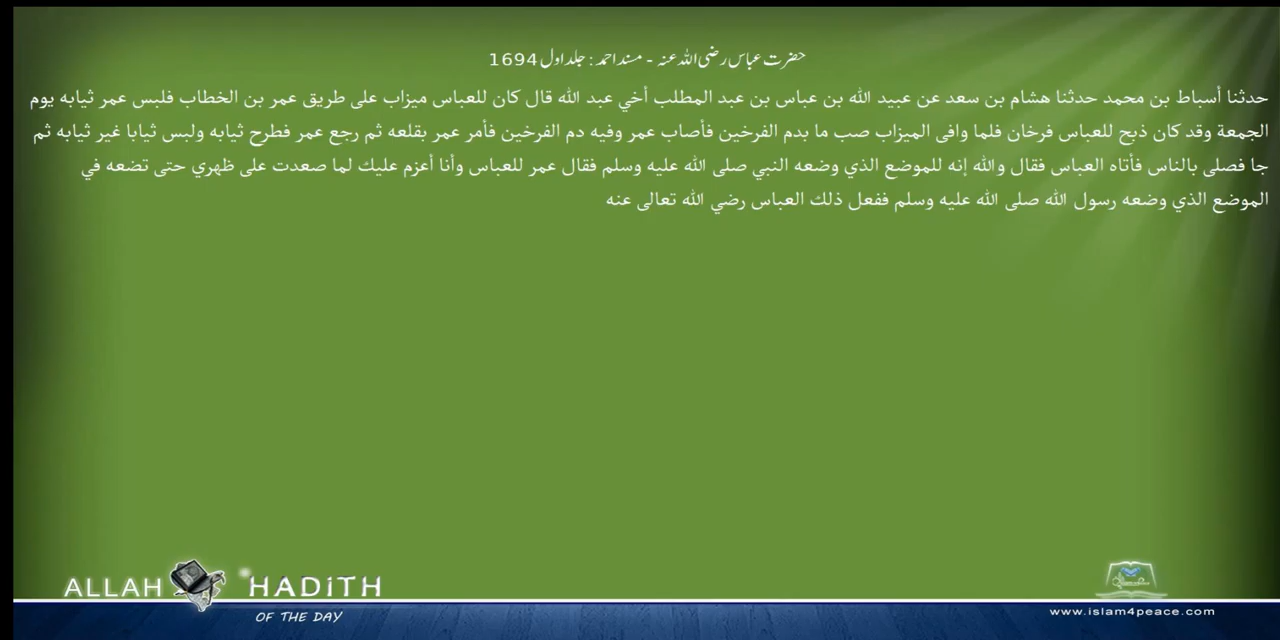 حضرت عباس رضی اللہ عنہ - مسند احمد : جلد اول 1694
حدثنا أسباط بن محمد حدثنا هشام بن سعد عن عبيد الله بن عباس بن عبد المطلب أخي عبد الله قال كان للعباس ميزاب على طريق عمر بن الخطاب فلبس عمر ثيابه يوم
الجمعة وقد كان ذبح للعباس فرخان فلما وافى الميزاب صب ما بدم الفرخين فأصاب عمر وفيه دم الفرخين فأمر عمر بقلعه ثم رجع عمر فطرح ثيابه ولبس ثيابا غير ثيابه ثم
جا فصلى بالناس فأتاه العباس فقال والله إنه للموضع الذي وضعه النبي صلى الله عليه وسلم فقال عمر للعباس وأنا أعزم عليك لما صعدت على ظهري حتى تضعه في
الموضع الذي وضعه رسول الله صلى الله عليه وسلم ففعل ذلك العباس رضي الله تعالى عنه
ALLAH HADITH
OF THE DAY
www.islam4peace.com